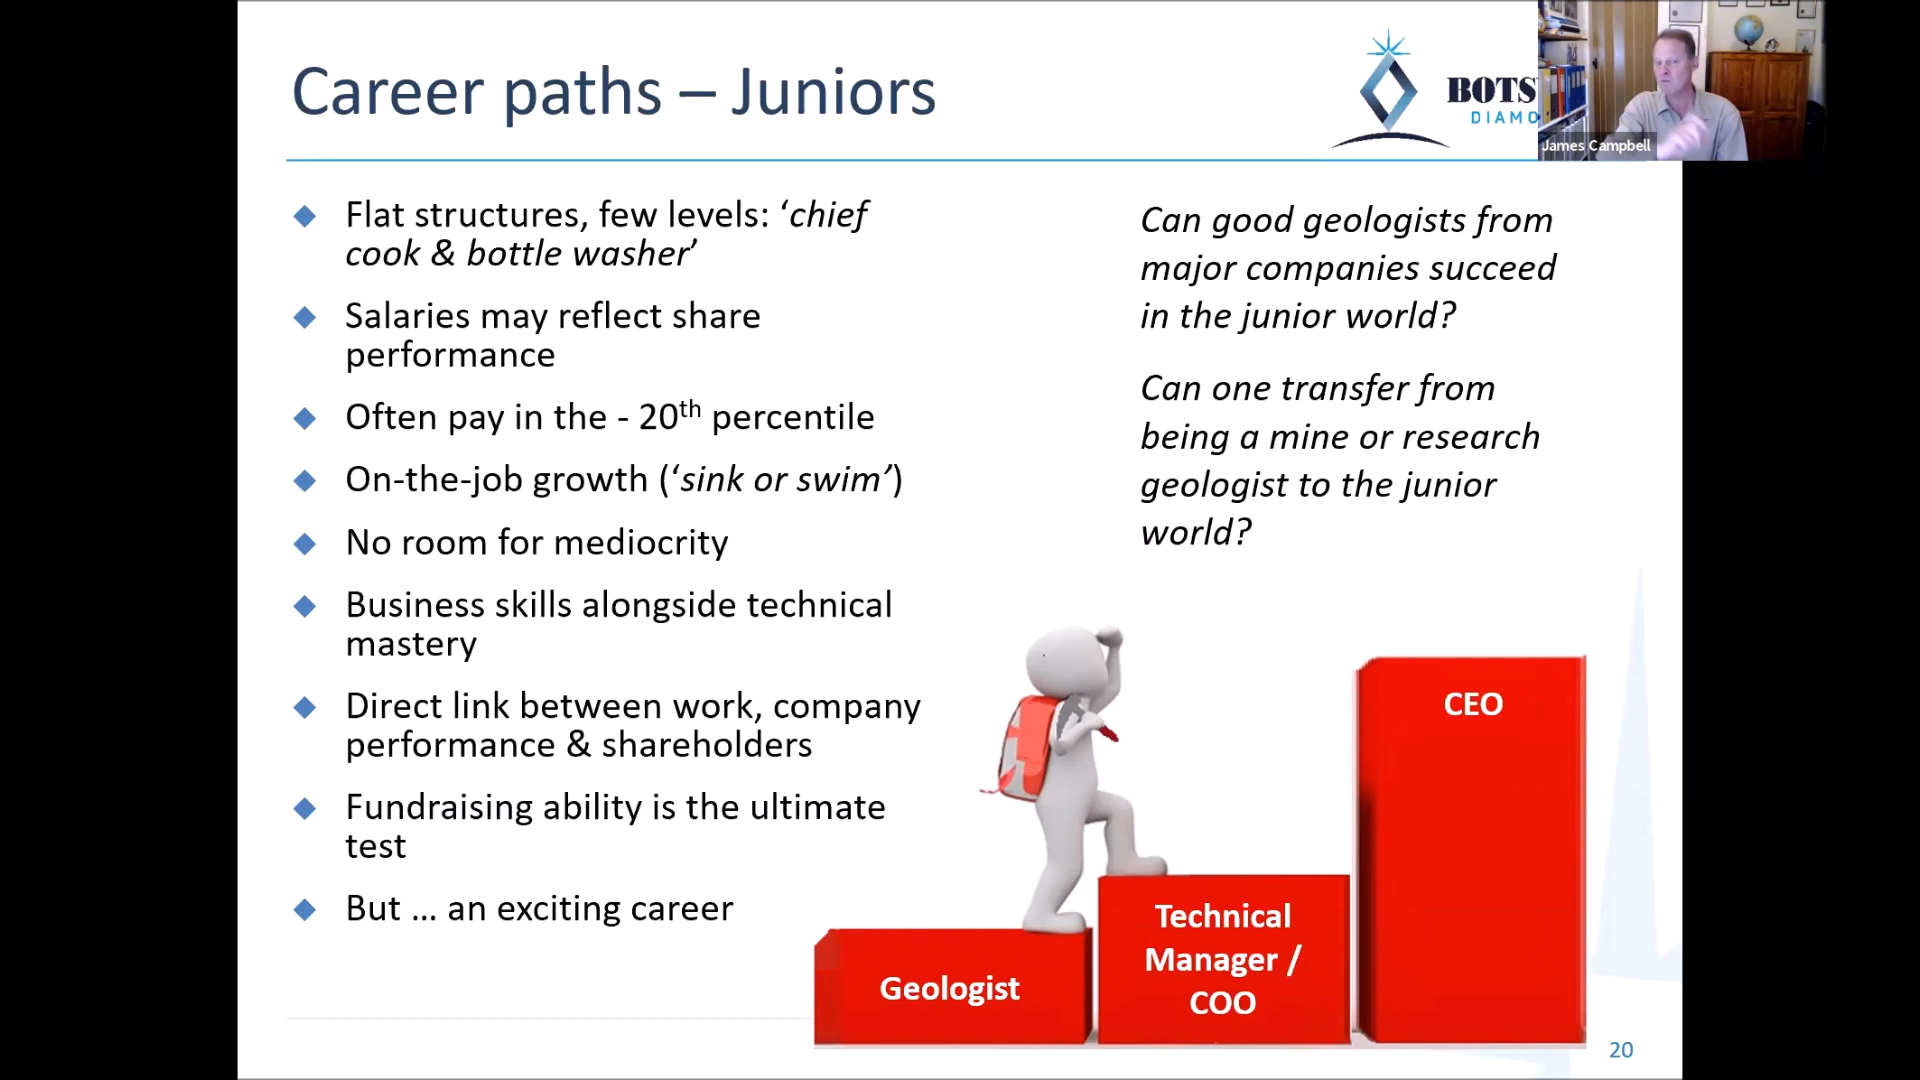 Career paths – Juniors
BOTS
DIAMO
James Campbell
Flat structures, few levels: ‘chief
cook & bottle washer’
Salaries may reflect share
performance
Often pay in the - 20th percentile
On-the-job growth (‘sink or swim’)
No room for mediocrity
Business skills alongside technical
mastery
Direct link between work, company
performance & shareholders
Fundraising ability is the ultimate
test
But ... an exciting career
Can good geologists from
major companies succeed
in the junior world?
Can one transfer from
being a mine or research
geologist to the junior
world?
Geologist
Technical
Manager /
COO
CEO
20